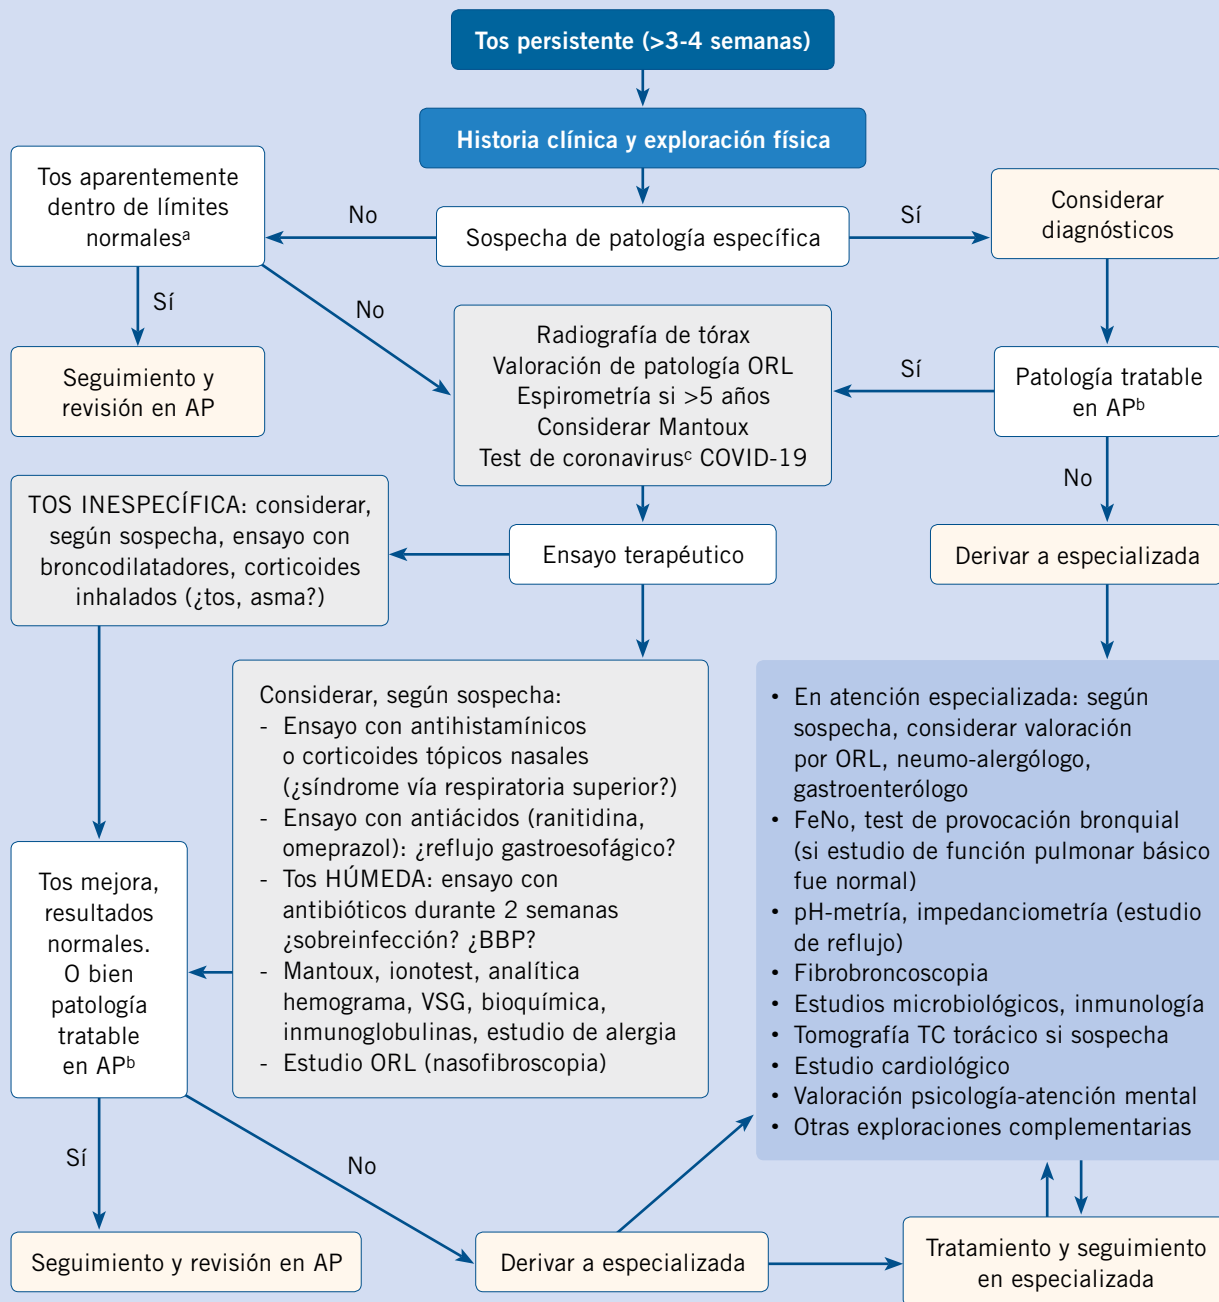 Tos persistente (>3-4 semanas)
Historia clínica y exploración física
Tos aparentemente
dentro de límites
normalesᵃ
No
Sospecha de patología específica
Sí
Considerar
diagnósticos
Sí
No
Seguimiento y
revisión en AP
Radiografía de tórax
Valoración de patología ORL
Espirometría si >5 años
Considerar Mantoux
Test de coronavirusᶜ COVID-19
Sí
Patología tratable
en APᵇ
No
TOS INESPECÍFICA: considerar,
según sospecha, ensayo con
broncodilatadores, corticoides
inhalados (¿tos, asma?)
Ensayo terapéutico
Derivar a especializada
Considerar, según sospecha:
- Ensayo con antihistamínicos
o corticoides tópicos nasales
(¿síndrome vía respiratoria superior?)
- Ensayo con antiácidos (ranitidina,
omeprazol): ¿reflujo gastroesofágico?
- Tos HÚMEDA: ensayo con
antibióticos durante 2 semanas
¿sobreinfección? ¿BBP?
- Mantoux, ionotest, analítica
hemograma, VSG, bioquímica,
inmunoglobulinas, estudio de alergia
- Estudio ORL (nasofibroscopia)
• En atención especializada: según
sospecha, considerar valoración
por ORL, neumo-alergólogo,
gastroenterólogo
• FeNo, test de provocación bronquial
(si estudio de función pulmonar básico
fue normal)
• pH-metría, impedanciometría (estudio
de reflujo)
• Fibrobroncoscopia
• Estudios microbiológicos, inmunología
• Tomografía TC torácico si sospecha
• Estudio cardiológico
• Valoración psicología-atención mental
• Otras exploraciones complementarias
Tos mejora,
resultados
normales.
O bien
patología
tratable
en APᵇ
Sí
No
Seguimiento y revisión en AP
Derivar a especializada
Tratamiento y seguimiento
en especializada